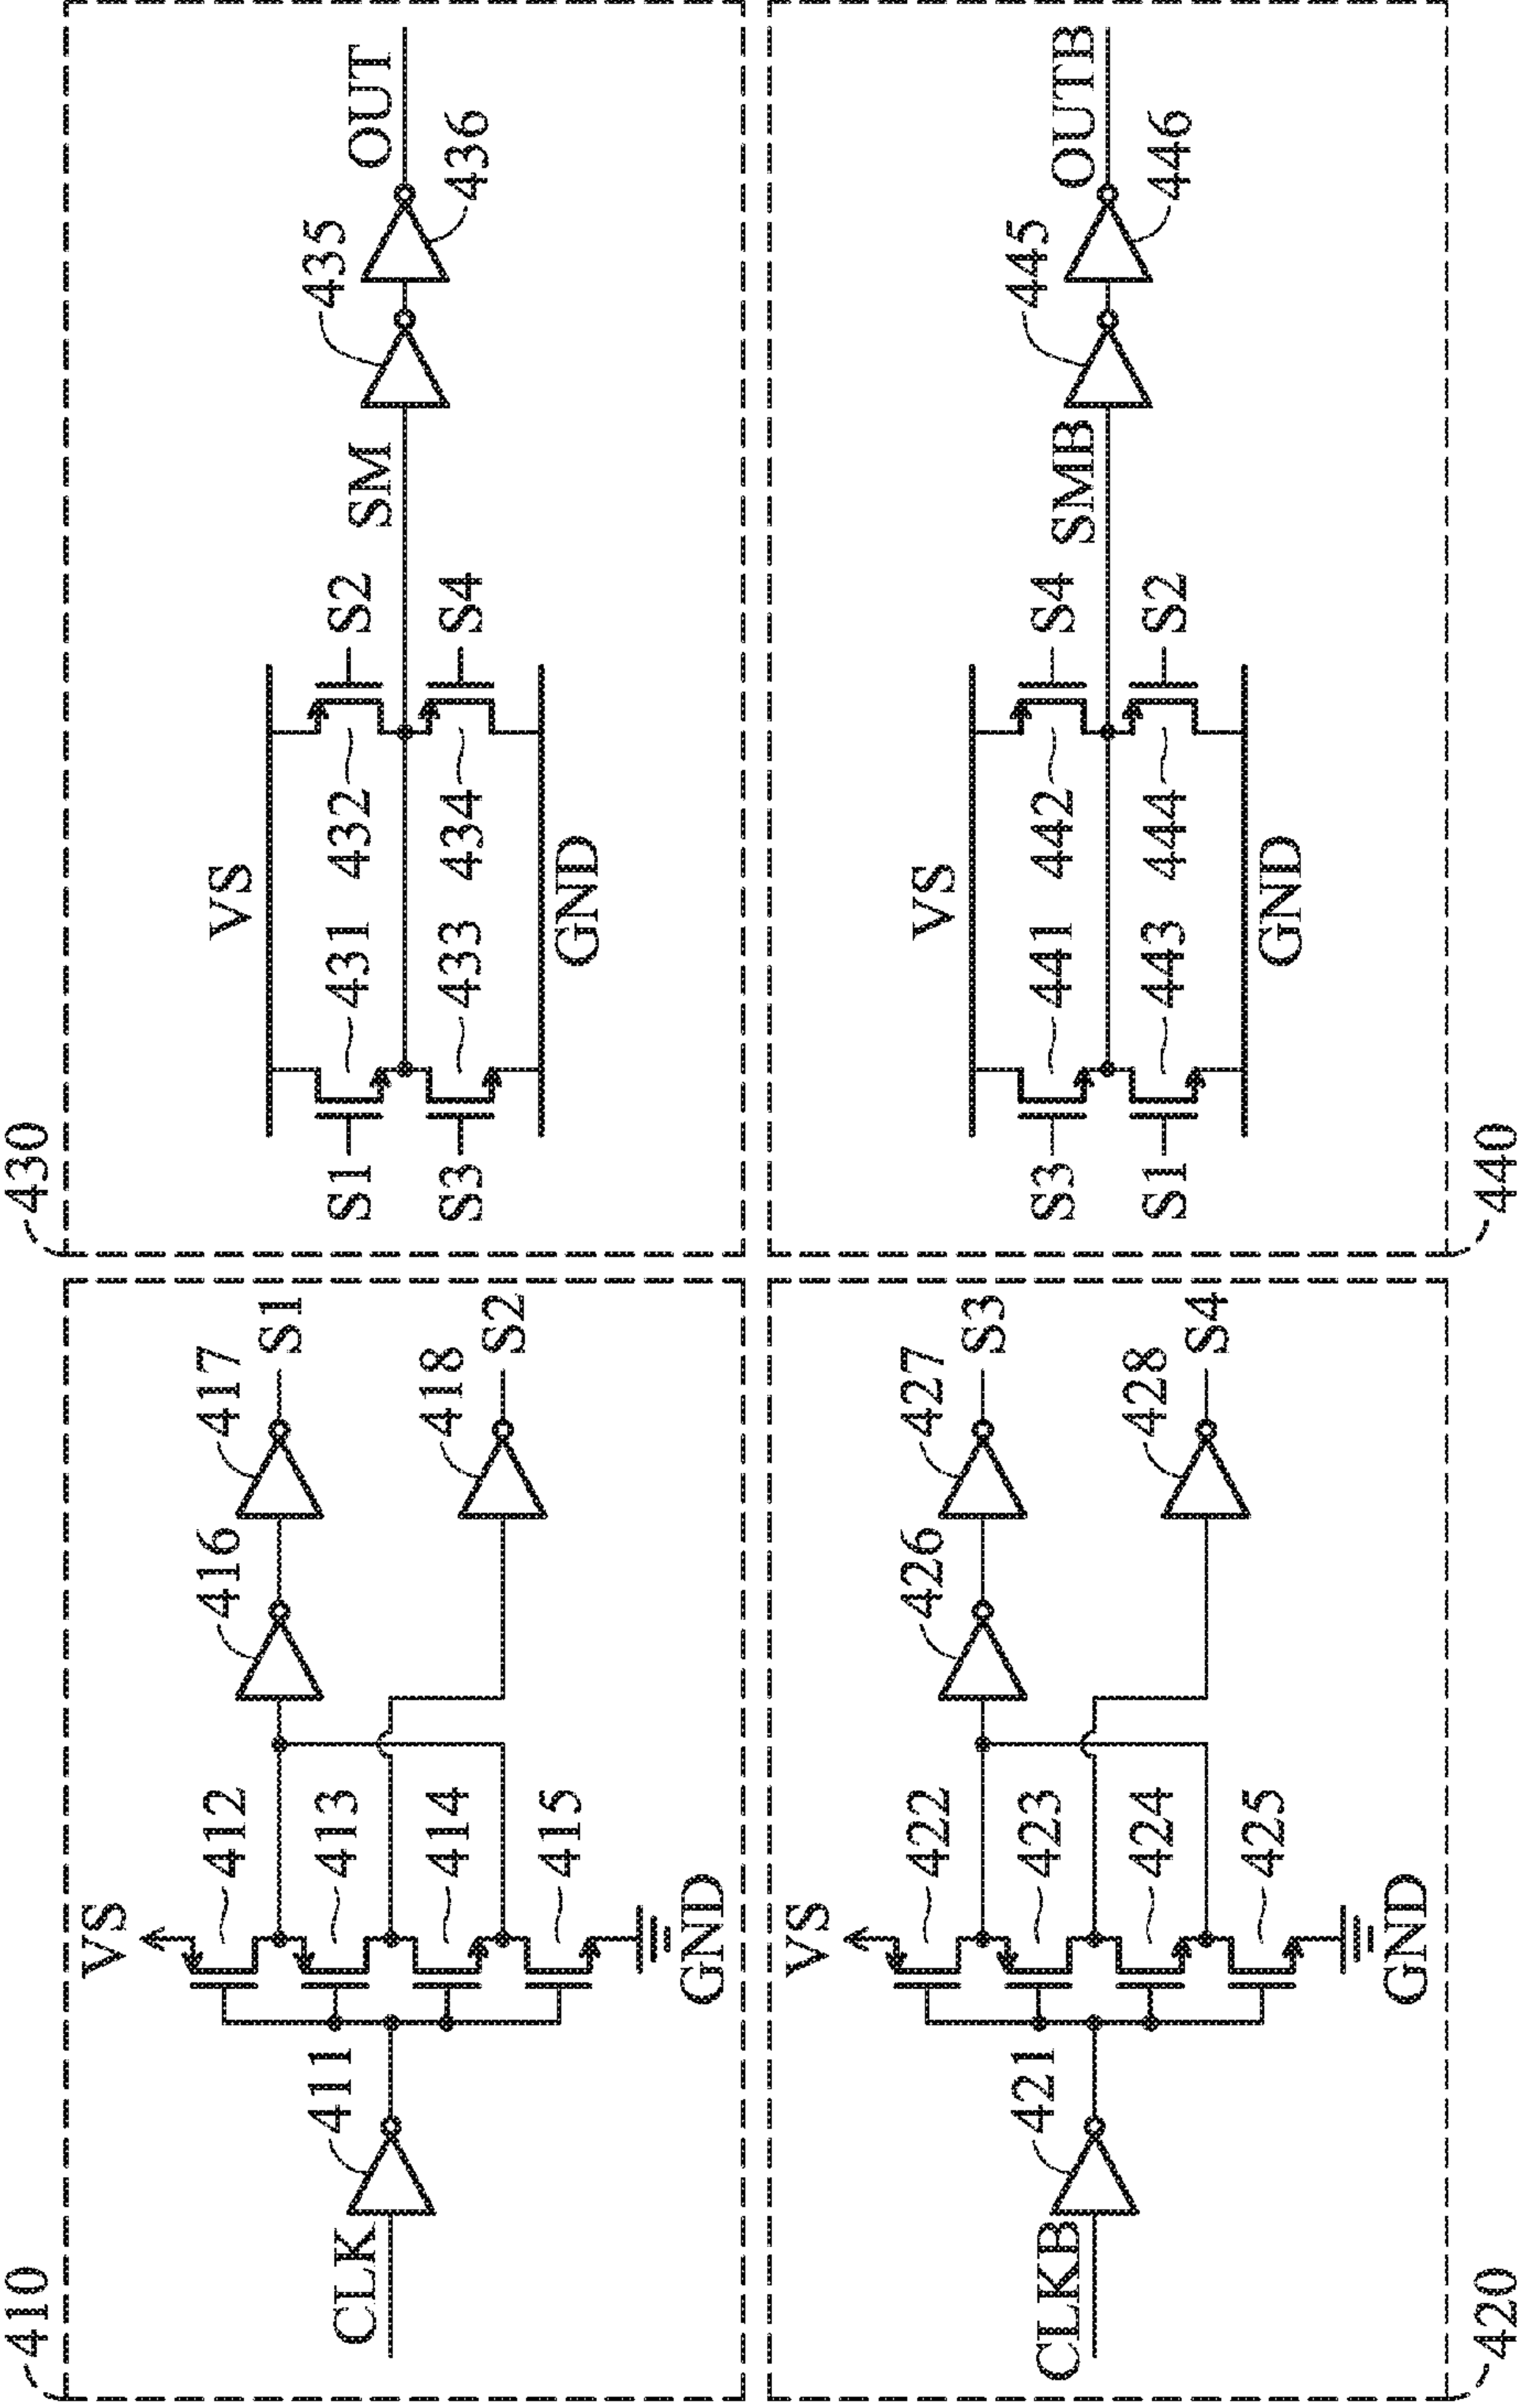 410
CLK
411
VS
412
413
414
415
GND
416
417
S1
418
S2
420
CLKB
421
VS
422
423
424
425
GND
426
427
S3
428
S4
430
VS
S1
431
432
S2
S3
433
434
S4
GND
SM
435
436
OUT
440
VS
S3
441
442
S4
S1
443
444
S2
GND
SMB
445
446
OUTB